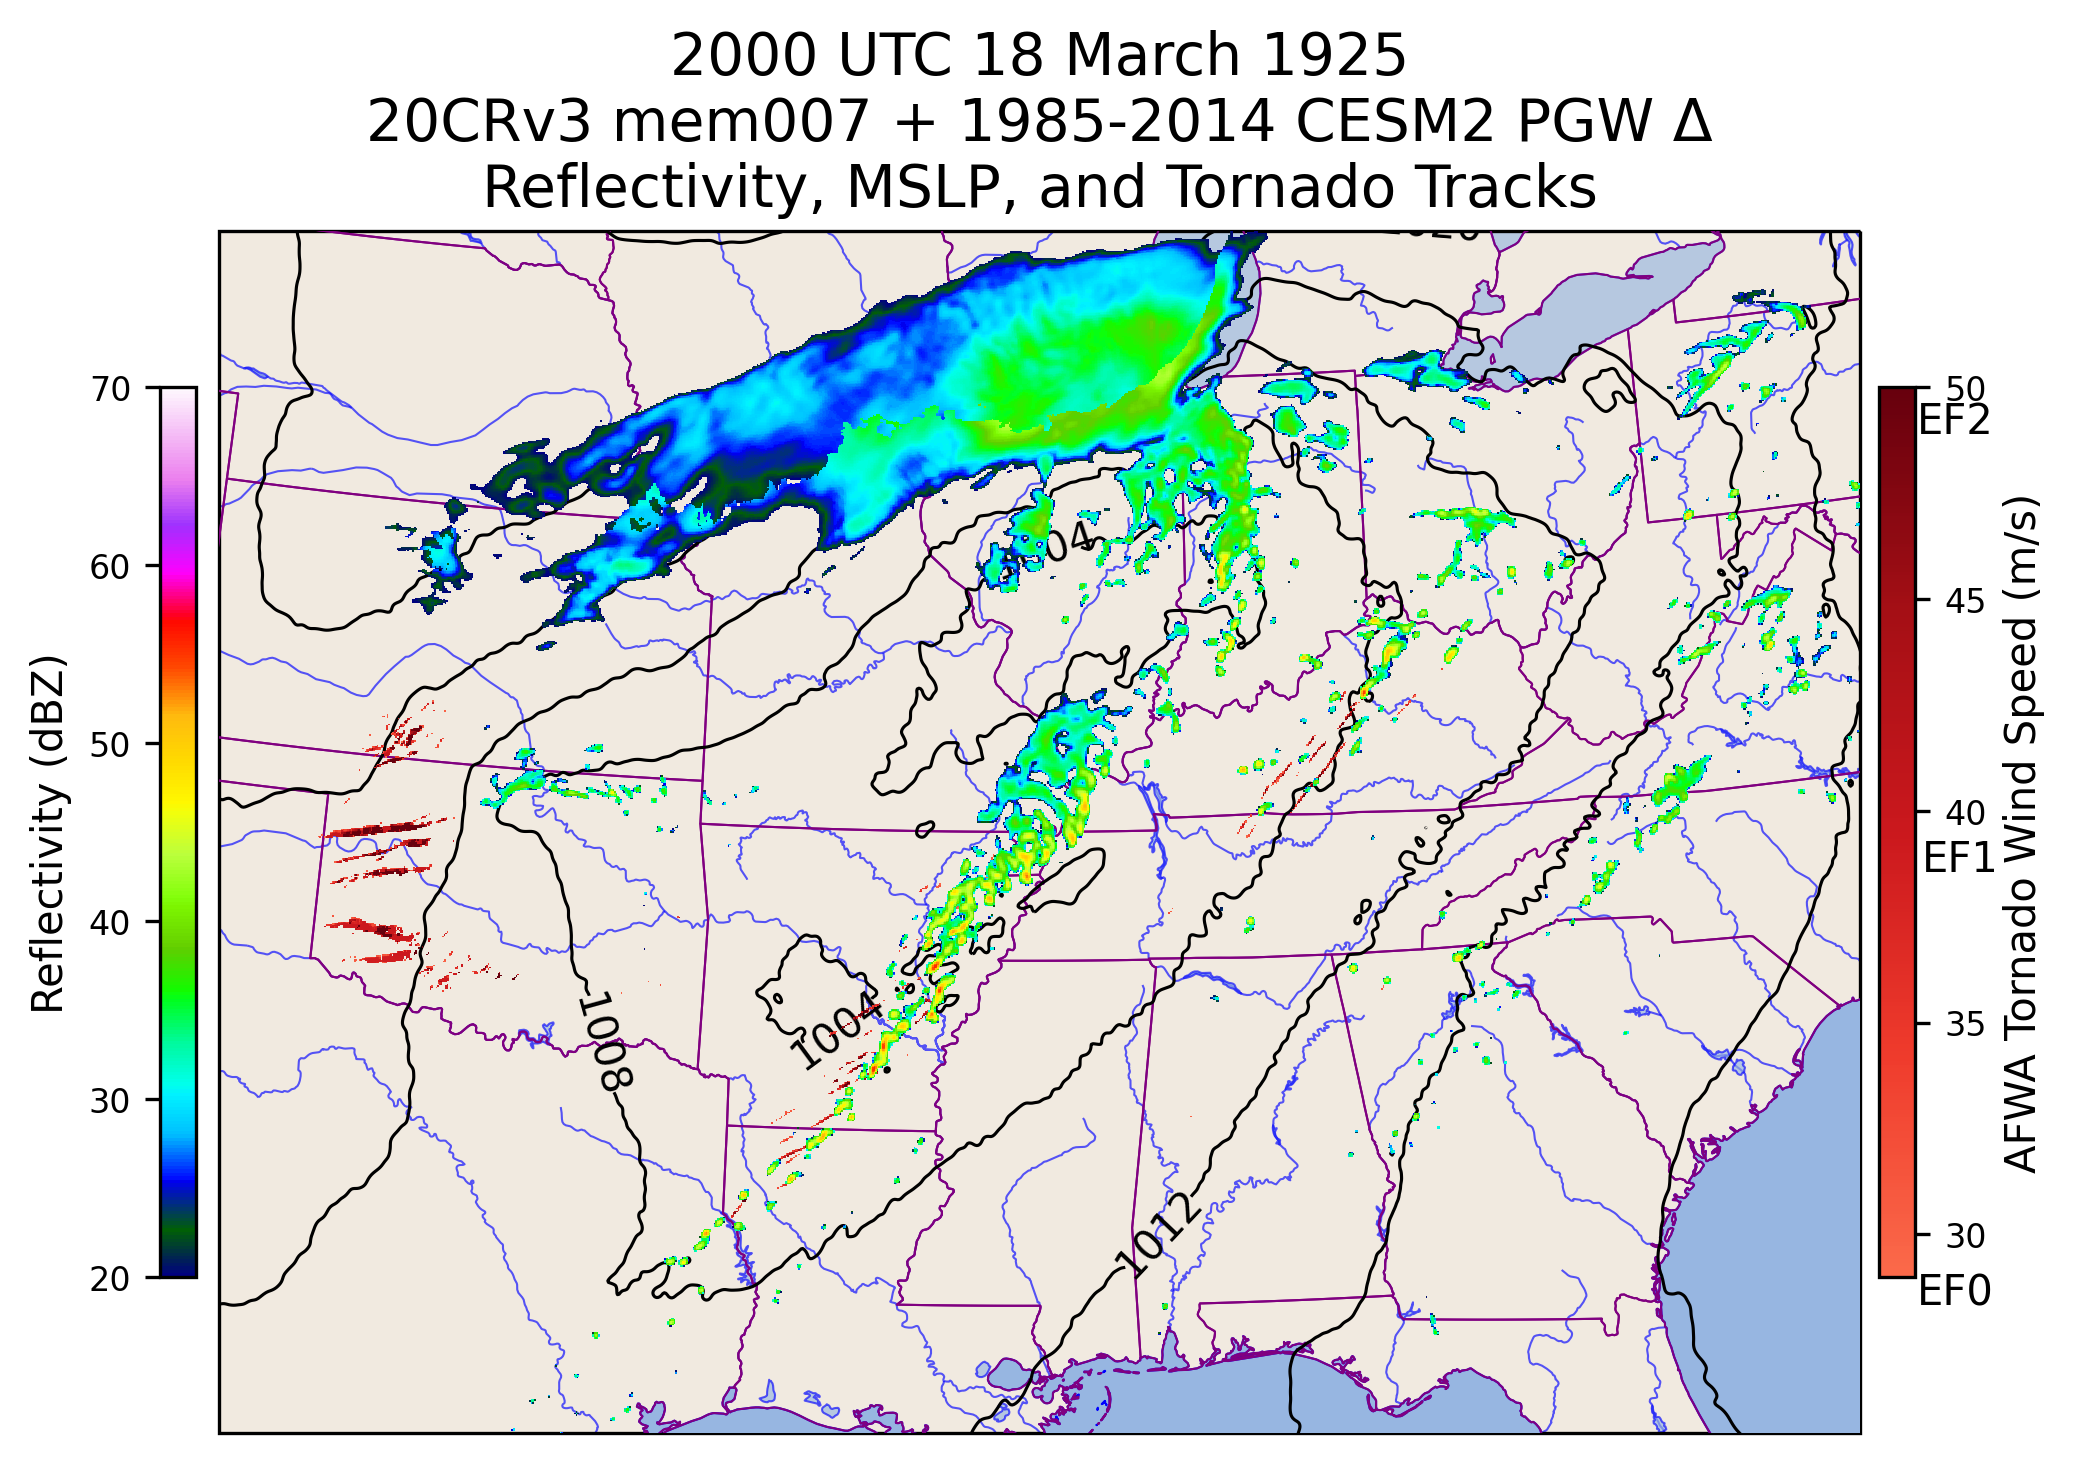 2000 UTC 18 March 1925
20CRv3 mem007 + 1985-2014 CESM2 PGW Δ
Reflectivity, MSLP, and Tornado Tracks
70
60
50
40
30
20
Reflectivity (dBZ)
1004
1008
1012
50
EF2
45
40
EF1
35
30
EF0
AFWA Tornado Wind Speed (m/s)